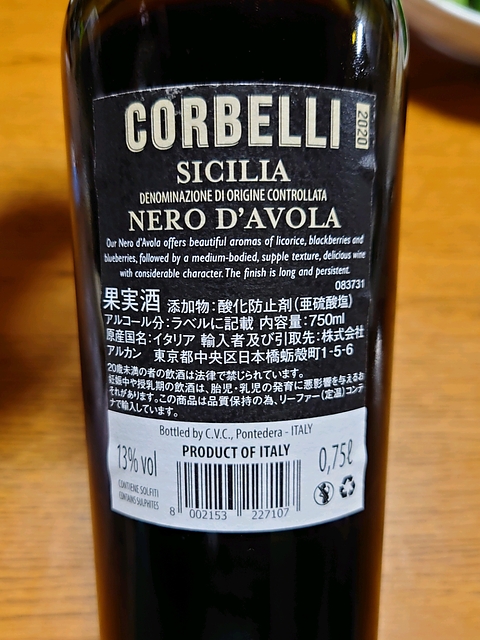 CORBELLI
2020
SICILIA
DENOMINAZIONE DI ORIGINE CONTROLLATA
NERO D'AVOLA
Our Nero d'Avola offers beautiful aromas of licorice, blackberries and
blueberries, followed by a medium-bodied, supple texture, delicious wine
with considerable character. The finish is long and persistent.
083731
果実酒 添加物:酸化防止剤(亜硫酸塩)
アルコール分:ラベルに記載 内容量:750ml
原産国名:イタリア 輸入者及び引取先:株式会社
アルカン 東京都中央区日本橋蛎殻町1-5-6
20歳未満の者の飲酒は法律で禁じられています。
妊娠中や授乳期の飲酒は、胎児・乳児の発育に悪影響を与えるお
それがあります。この商品は品質保持の為、リーファー(定温)コンテ
ナで輸入しています。
Bottled by C.V.C., Pontedera - ITALY
13% vol
PRODUCT OF ITALY
0,75ℓ
CONTIENE SOLFITI
CONTAINS SULPHITES
8 002153 227107